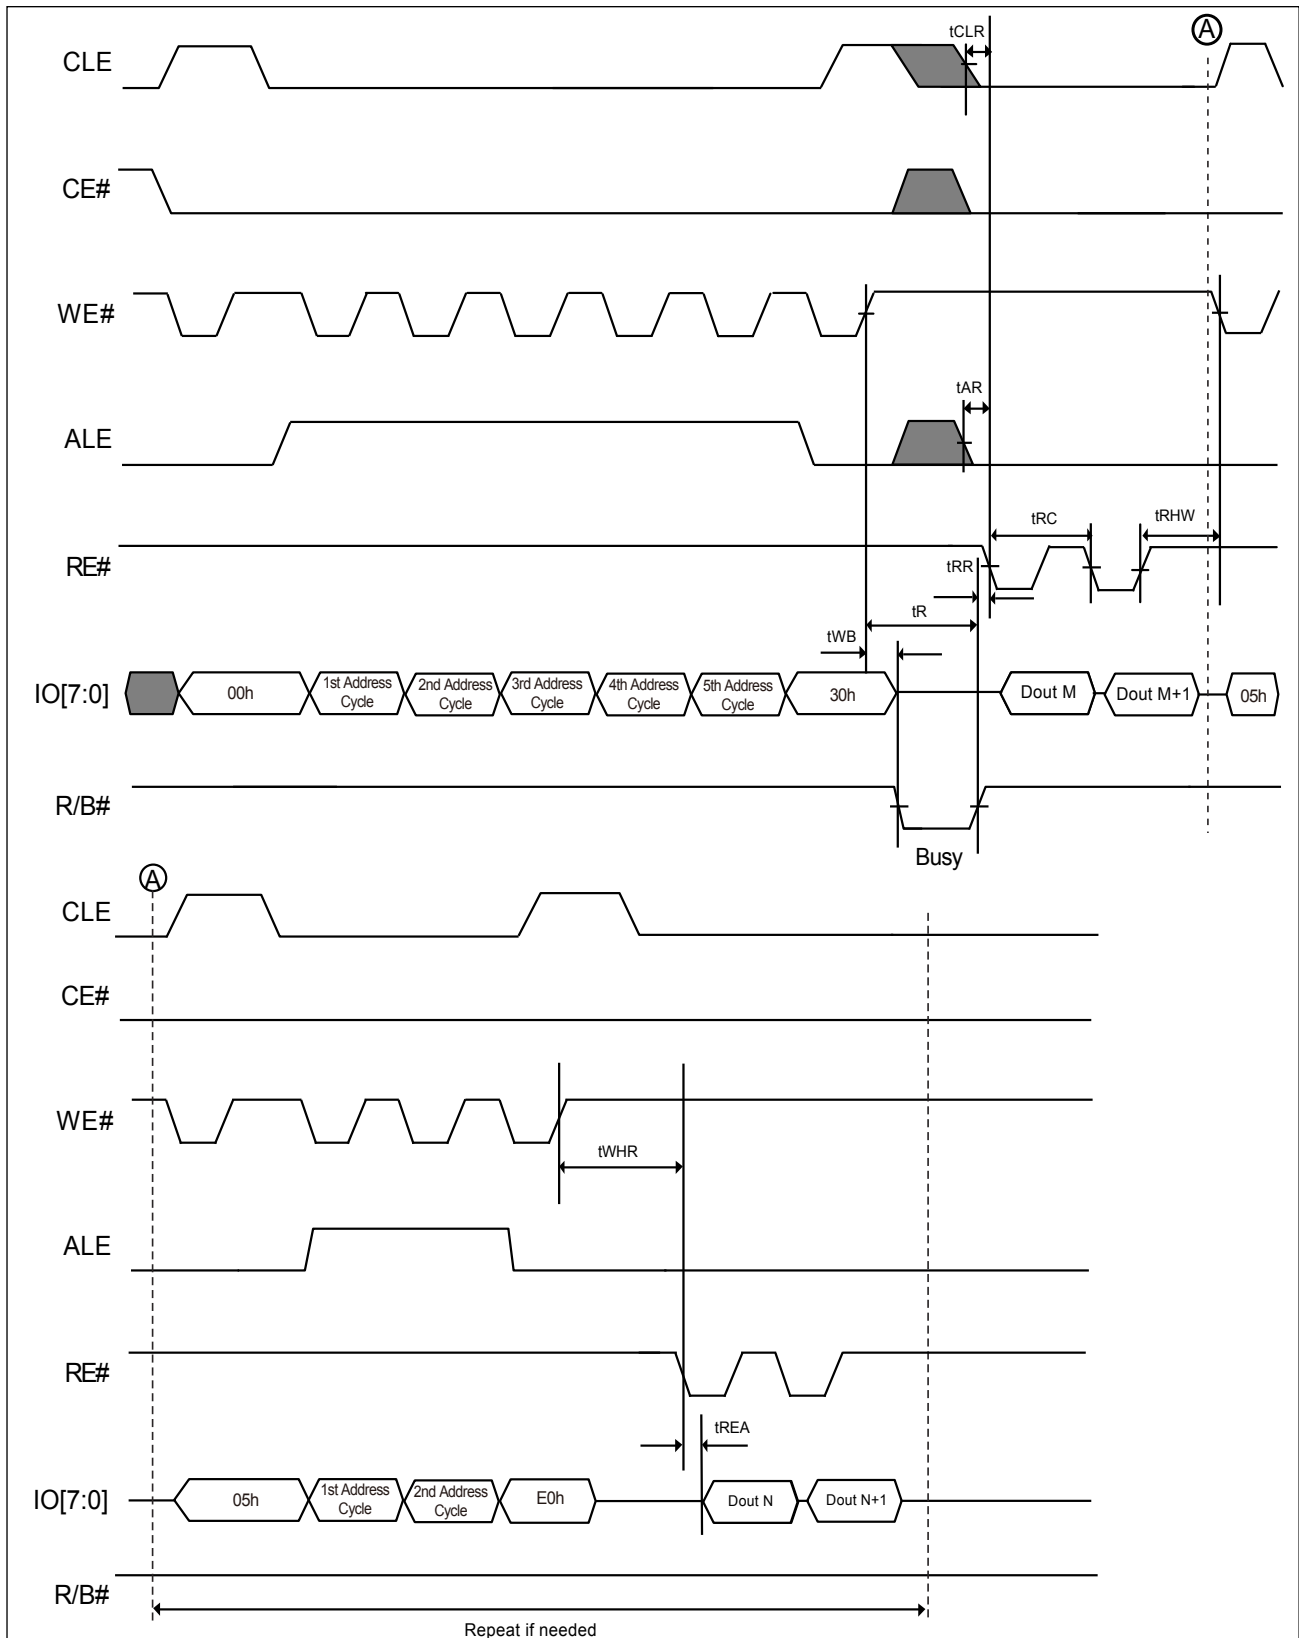 tCLR
A
CLE
CE#
WE#
tAR
ALE
tRC
tRHW
RE#
tRR
tR
tWB
IO[7:0]
00h
1st Address
Cycle
2nd Address
Cycle
3rd Address
Cycle
4th Address
Cycle
5th Address
Cycle
30h
Dout M
Dout M+1
05h
R/B#
Busy
A
CLE
CE#
WE#
tWHR
ALE
RE#
tREA
IO[7:0]
05h
1st Address
Cycle
2nd Address
Cycle
E0h
Dout N
Dout N+1
R/B#
Repeat if needed